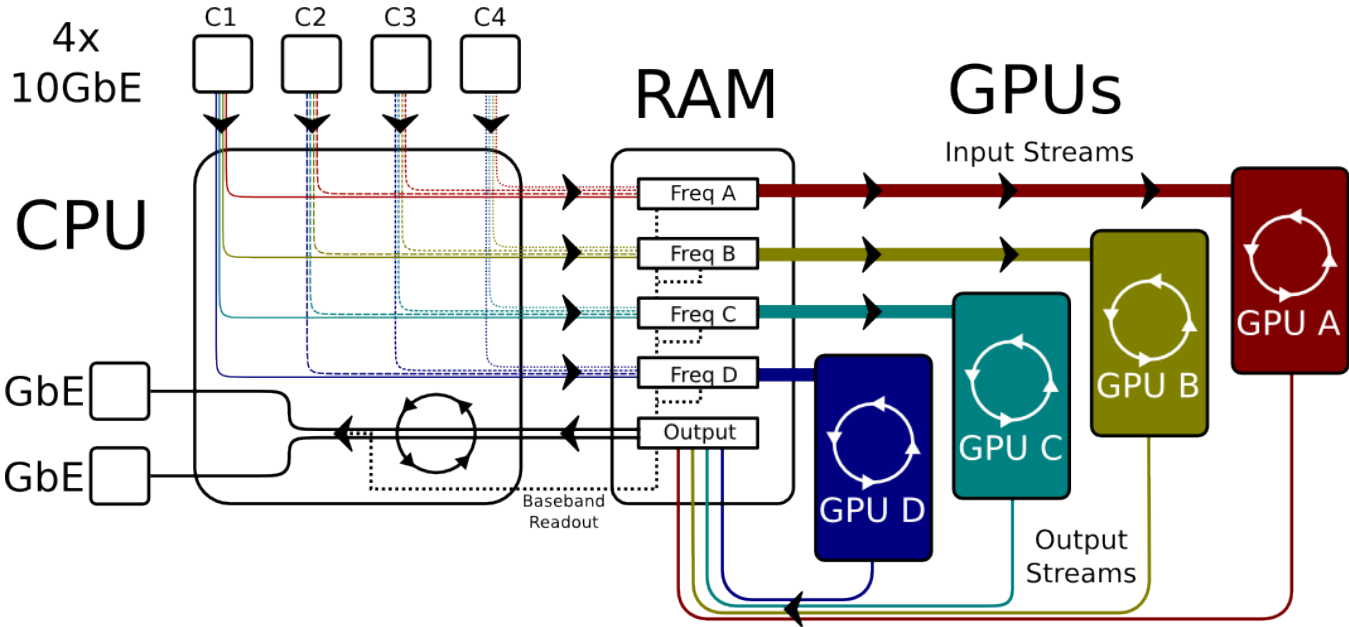 C1 C2 C3 C4
4x
10GbE
RAM
GPUs
Input Streams
CPU
Freq A
Freq B
Freq C
Freq D
Output
GPU A
GPU B
GPU C
GPU D
GbE
GbE
Baseband
Readout
Output
Streams